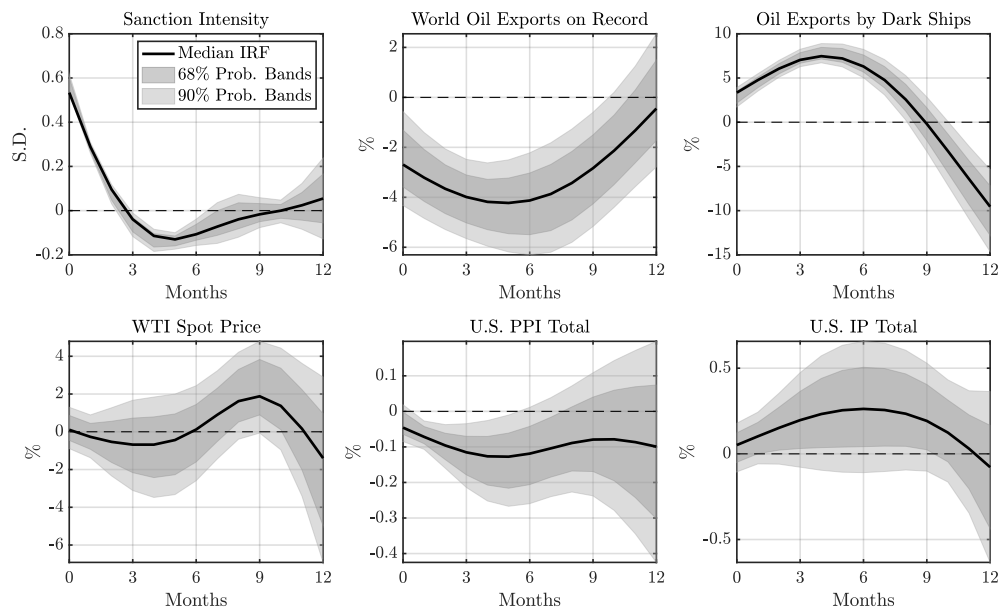 Sanction Intensity
Median IRF
68% Prob. Bands
90% Prob. Bands
S.D.
0.8
0.6
0.4
0.2
0
-0.2
0 3 6 9 12
Months
World Oil Exports on Record
%
2
0
-2
-4
-6
0 3 6 9 12
Months
Oil Exports by Dark Ships
%
10
5
0
-5
-10
-15
0 3 6 9 12
Months
WTI Spot Price
%
4
2
0
-2
-4
-6
0 3 6 9 12
Months
U.S. PPI Total
%
0.1
0
-0.1
-0.2
-0.3
-0.4
0 3 6 9 12
Months
U.S. IP Total
%
0.5
0
-0.5
0 3 6 9 12
Months